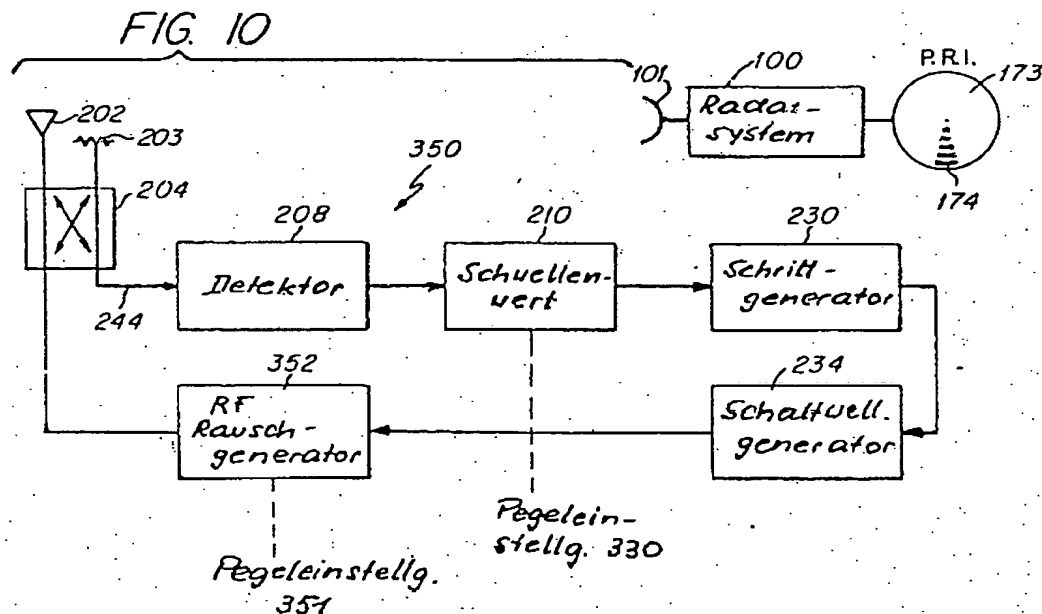 FIG. 10
101
100
Radar-
system
P.R.I.
173
174
202
203
204
350
244
208
Detektor
210
Schwellen-
wert
230
Schritt-
generator
352
RF
Rausch-
generator
234
Schaltwell.
generator
Pegelein-
stellg. 330
Pegeleinstellg.
351